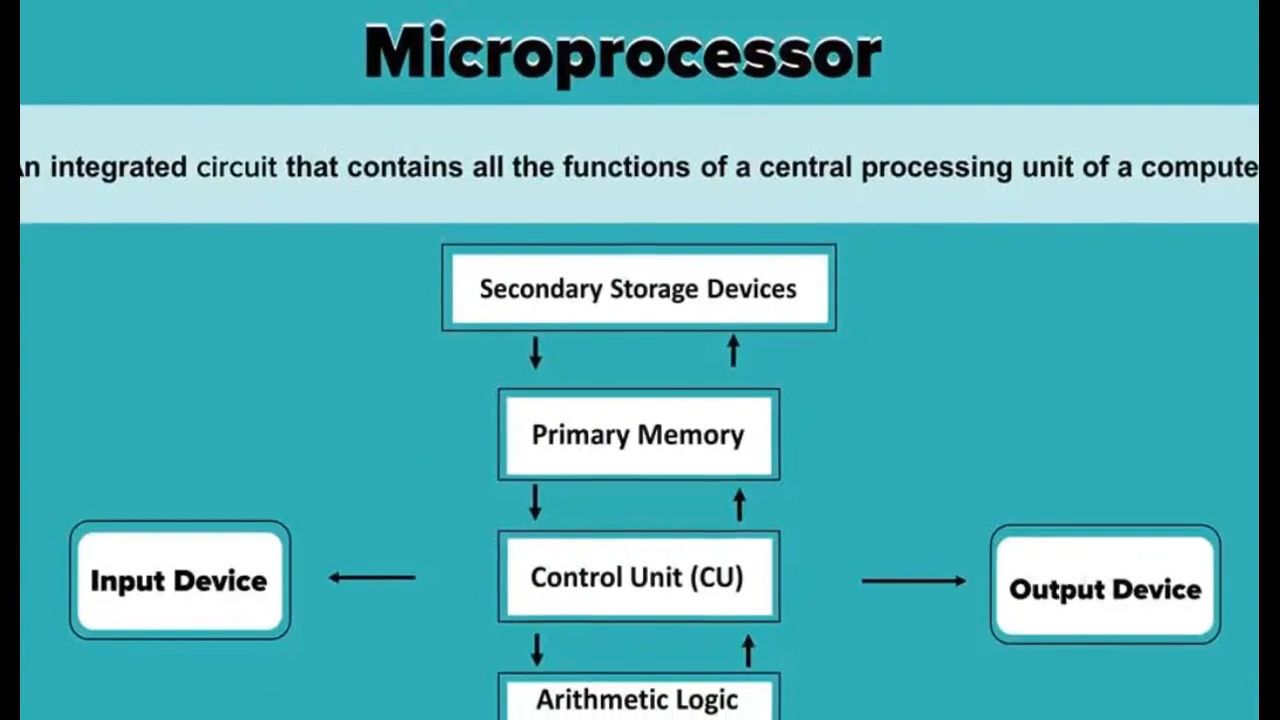 Microprocessor
n integrated circuit that contains all the functions of a central processing unit of a compute
Secondary Storage Devices
Primary Memory
Input Device
Control Unit (CU)
Output Device
Arithmetic Logic